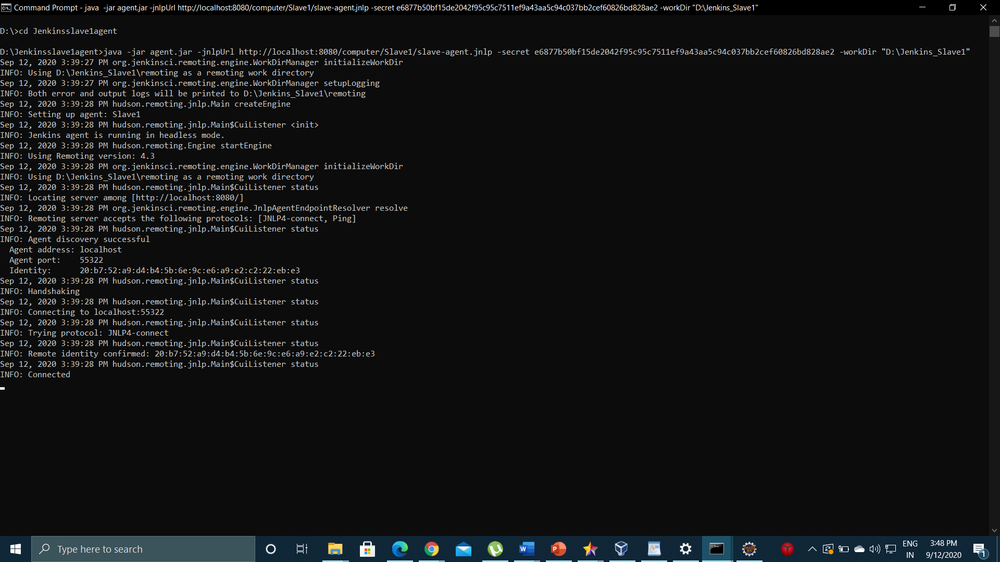 Command Prompt - java  -jar agent.jar -jnlpUrl http://localhost:8080/computer/Slave1/slave-agent.jnlp -secret e6877b50bf15de2042f95c95c7511ef9a43aa5c94c037bb2cef60826bd828ae2 -workDir "D:\Jenkins_Slave1"
D:\>cd Jenkinsslave1agent
D:\Jenkinsslave1agent>java -jar agent.jar -jnlpUrl http://localhost:8080/computer/Slave1/slave-agent.jnlp -secret e6877b50bf15de2042f95c95c7511ef9a43aa5c94c037bb2cef60826bd828ae2 -workDir "D:\Jenkins_Slave1"
Sep 12, 2020 3:39:27 PM org.jenkinsci.remoting.engine.WorkDirManager initializeWorkDir
INFO: Using D:\Jenkins_Slave1\remoting as a remoting work directory
Sep 12, 2020 3:39:27 PM org.jenkinsci.remoting.engine.WorkDirManager setupLogging
INFO: Both error and output logs will be printed to D:\Jenkins_Slave1\remoting
Sep 12, 2020 3:39:28 PM hudson.remoting.jnlp.Main createEngine
INFO: Setting up agent: Slave1
Sep 12, 2020 3:39:28 PM hudson.remoting.jnlp.Main$CuiListener <init>
INFO: Jenkins agent is running in headless mode.
Sep 12, 2020 3:39:28 PM hudson.remoting.Engine startEngine
INFO: Using Remoting version: 4.3
Sep 12, 2020 3:39:28 PM org.jenkinsci.remoting.engine.WorkDirManager initializeWorkDir
INFO: Using D:\Jenkins_Slave1\remoting as a remoting work directory
Sep 12, 2020 3:39:28 PM hudson.remoting.jnlp.Main$CuiListener status
INFO: Locating server among [http://localhost:8080/]
Sep 12, 2020 3:39:28 PM org.jenkinsci.remoting.engine.JnlpAgentEndpointResolver resolve
INFO: Remoting server accepts the following protocols: [JNLP4-connect, Ping]
Sep 12, 2020 3:39:28 PM hudson.remoting.jnlp.Main$CuiListener status
INFO: Agent discovery successful
  Agent address: localhost
  Agent port:    55322
  Identity:      20:b7:52:a9:d4:b4:5b:6e:9c:e6:a9:e2:c2:22:eb:e3
Sep 12, 2020 3:39:28 PM hudson.remoting.jnlp.Main$CuiListener status
INFO: Handshaking
Sep 12, 2020 3:39:28 PM hudson.remoting.jnlp.Main$CuiListener status
INFO: Connecting to localhost:55322
Sep 12, 2020 3:39:28 PM hudson.remoting.jnlp.Main$CuiListener status
INFO: Trying protocol: JNLP4-connect
Sep 12, 2020 3:39:28 PM hudson.remoting.jnlp.Main$CuiListener status
INFO: Remote identity confirmed: 20:b7:52:a9:d4:b4:5b:6e:9c:e6:a9:e2:c2:22:eb:e3
Sep 12, 2020 3:39:28 PM hudson.remoting.jnlp.Main$CuiListener status
INFO: Connected
Type here to search
ENG
IN
3:48 PM
9/12/2020
1